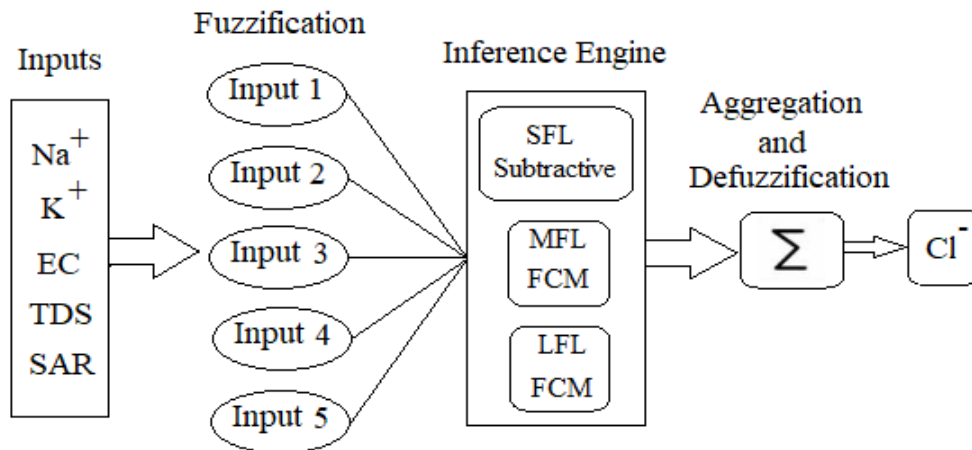 Inputs
Na+
K+
EC
TDS
SAR
Fuzzification
Input 1
Input 2
Input 3
Input 4
Input 5
Inference Engine
SFL
Subtractive
MFL
FCM
LFL
FCM
Aggregation
and
Defuzzification
Σ
Cl-